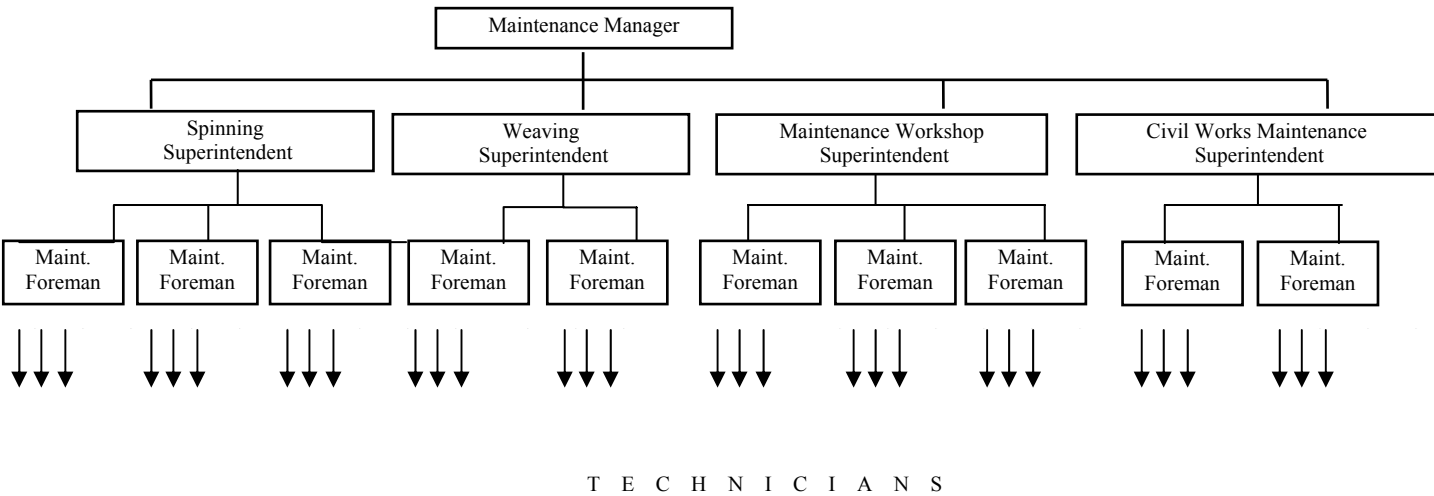 Maintenance Manager
Spinning
Superintendent
Weaving
Superintendent
Maintenance Workshop
Superintendent
Civil Works Maintenance
Superintendent
Maint.
Foreman
Maint.
Foreman
Maint.
Foreman
Maint.
Foreman
Maint.
Foreman
Maint.
Foreman
Maint.
Foreman
Maint.
Foreman
Maint.
Foreman
Maint.
Foreman
T E C H N I C I A N S